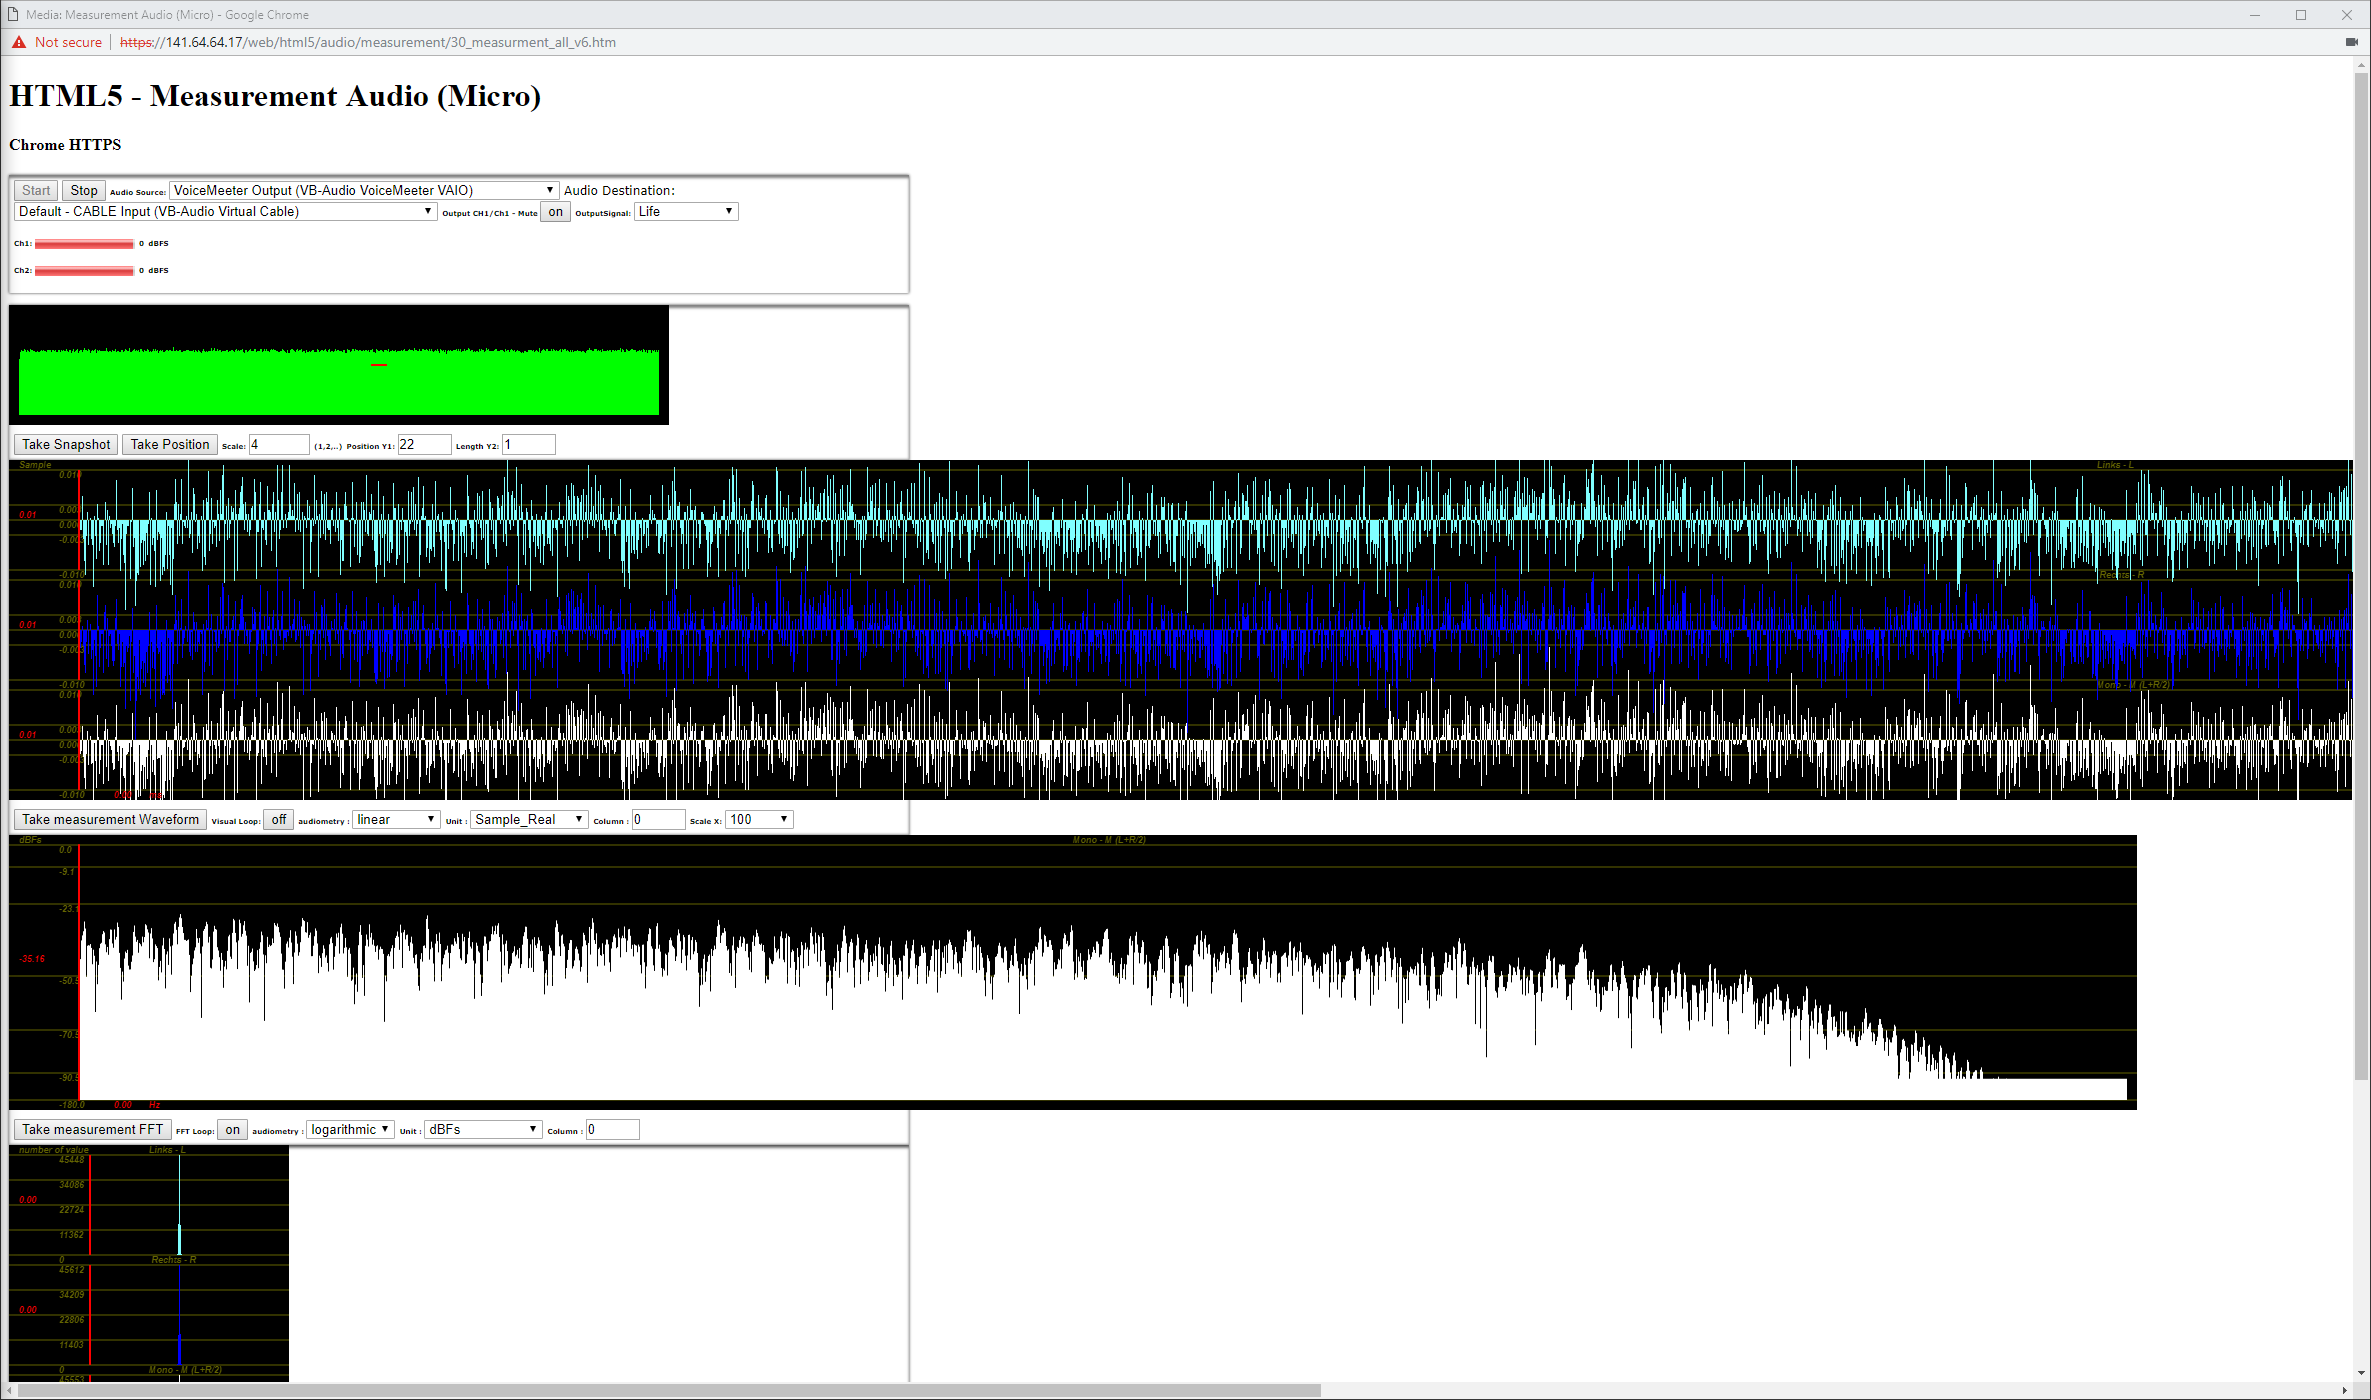 Media: Measurement Audio (Micro) - Google Chrome
Not secure | https://141.64.64.17/web/html5/audio/measurement/30_measurment_all_v6.htm
HTML5 - Measurement Audio (Micro)
Chrome HTTPS
Start Stop Audio Source: VoiceMeeter Output (VB-Audio VoiceMeeter VAIO) Audio Destination:
Default - CABLE Input (VB-Audio Virtual Cable) Output CH1/Ch1 - Mute on OutputSignal: Life
Ch1: 0 dBFS
Ch2: 0 dBFS
Take Snapshot Take Position Scale: 4 (1,2,..) Position Y1: 22 Length Y2: 1
Sample Links - L
0.010
0.003
0.01
0.00
-0.003
-0.010
Rechts - R
0.010
0.003
0.01
0.00
-0.003
-0.010
Mono - M (L+R/2)
0.010
0.003
0.01
0.00
-0.003
-0.010 0.00
Take measurement Waveform Visual Loop: off audiometry : linear Unit : Sample_Real Column : 0 Scale X: 100
dBFs Mono - M (L+R/2)
0.0
-9.1
-23.1
-35.16
-50.5
-70.5
-90.5
-180.0 0.00 Hz
Take measurement FFT FFT Loop: on audiometry : logarithmic Unit : dBFs Column : 0
number of value Links - L
45448
34086
0.00
22724
11362
0 Rechts - R
45612
34209
0.00
22806
11403
0 Mono - M (L+R/2)
45553